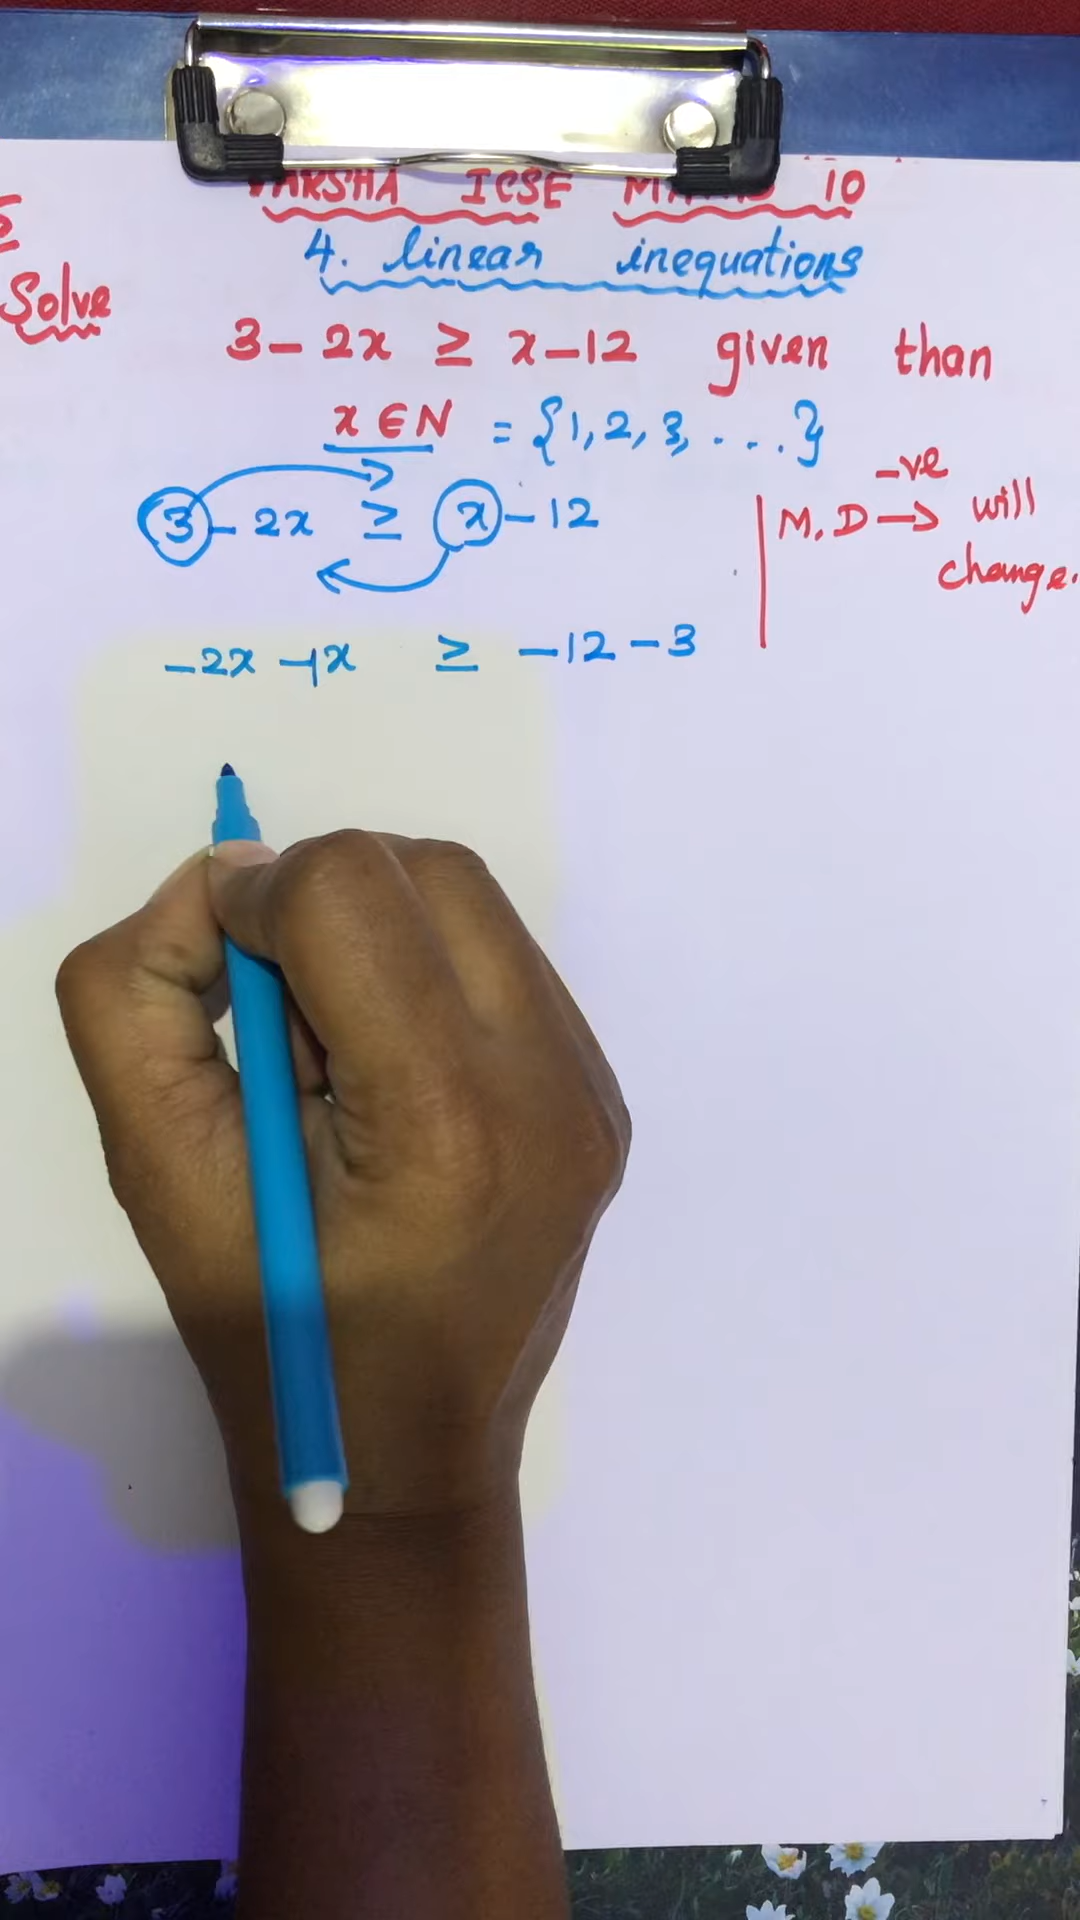 ICSE 10
4. linear inequations
Solve
3 - 2x ≥ x - 12 given than
x ∈ N = {1, 2, 3, ...}
3 - 2x ≥ x - 12
M, D → will
-ve
change.
-2x - 1x ≥ -12 - 3